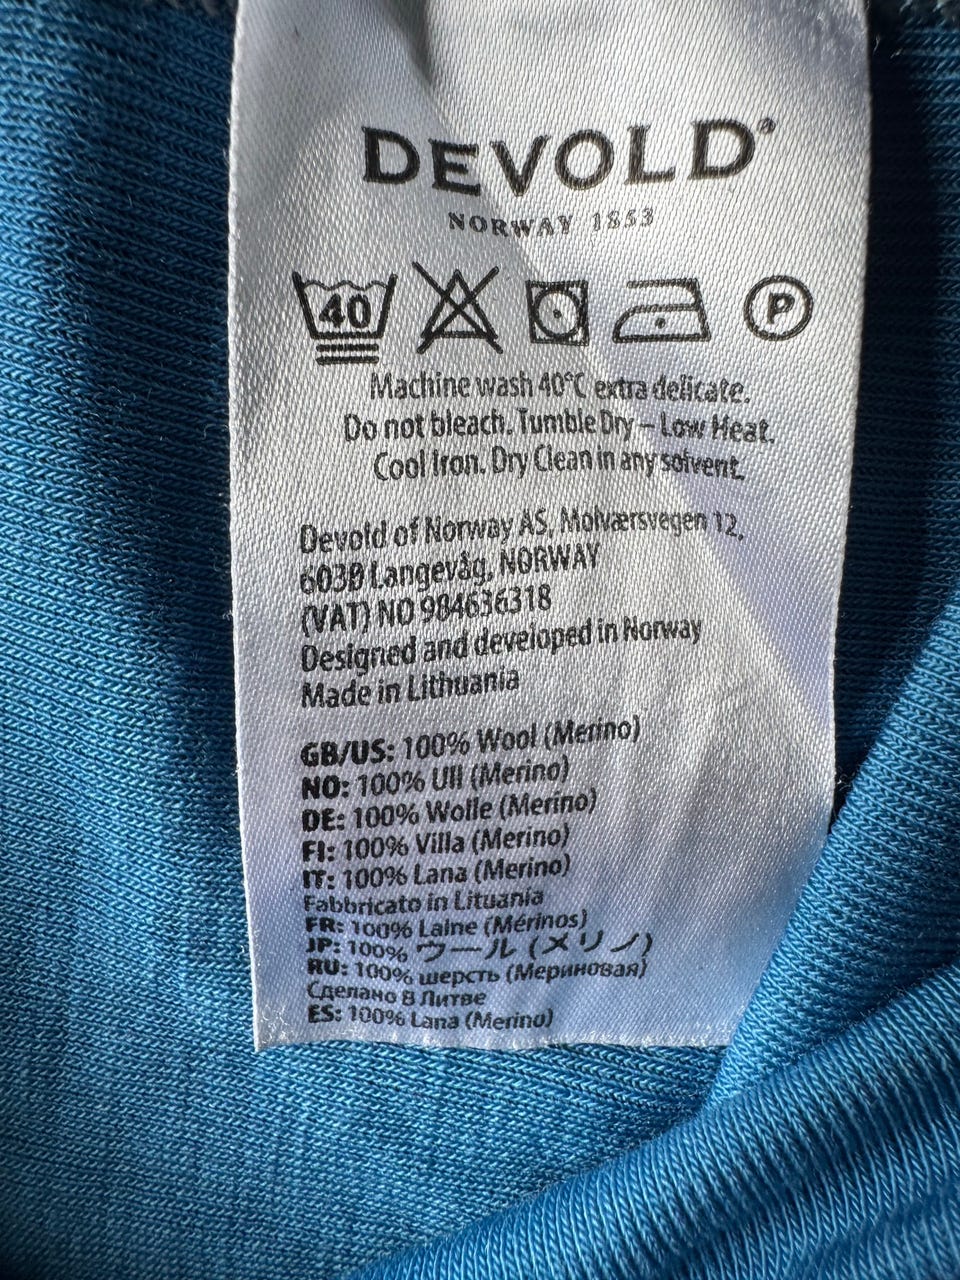 DEVOLD®
NORWAY 1853
40 P
Machine wash 40°C extra delicate.
Do not bleach. Tumble Dry – Low Heat.
Cool Iron. Dry Clean in any solvent.
Devold of Norway AS, Molværsvegen 12,
6030 Langevåg, NORWAY
(VAT) NO 984636318
Designed and developed in Norway
Made in Lithuania
GB/US: 100% Wool (Merino)
NO: 100% Ull (Merino)
DE: 100% Wolle (Merino)
FI: 100% Villa (Merino)
IT: 100% Lana (Merino)
Fabbricato in Lituania
FR: 100% Laine (Mérinos)
JP: 100% ウール (メリノ)
RU: 100% шерсть (Мериновая)
Сделано В Литве
ES: 100% Lana (Merino)